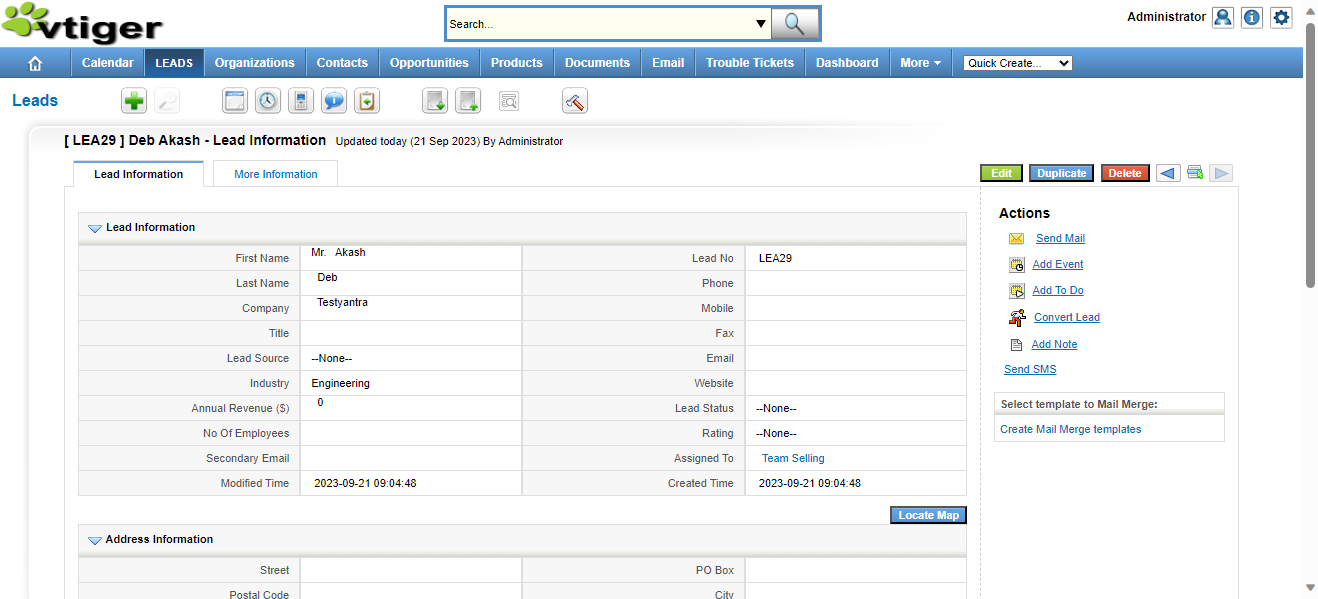 vtiger
Search...
Administrator
Calendar LEADS Organizations Contacts Opportunities Products Documents Email Trouble Tickets Dashboard More Quick Create...
Leads
[ LEA29 ] Deb Akash - Lead Information Updated today (21 Sep 2023) By Administrator
Lead Information More Information
Edit Duplicate Delete
Lead Information
First Name Mr. Akash Lead No LEA29
Last Name Deb Phone
Company Testyantra Mobile
Title Fax
Lead Source --None-- Email
Industry Engineering Website
Annual Revenue ($) 0 Lead Status --None--
No Of Employees Rating --None--
Secondary Email Assigned To Team Selling
Modified Time 2023-09-21 09:04:48 Created Time 2023-09-21 09:04:48
Locate Map
Address Information
Street PO Box
Postal Code City
Actions
Send Mail
Add Event
Add To Do
Convert Lead
Add Note
Send SMS
Select template to Mail Merge:
Create Mail Merge templates